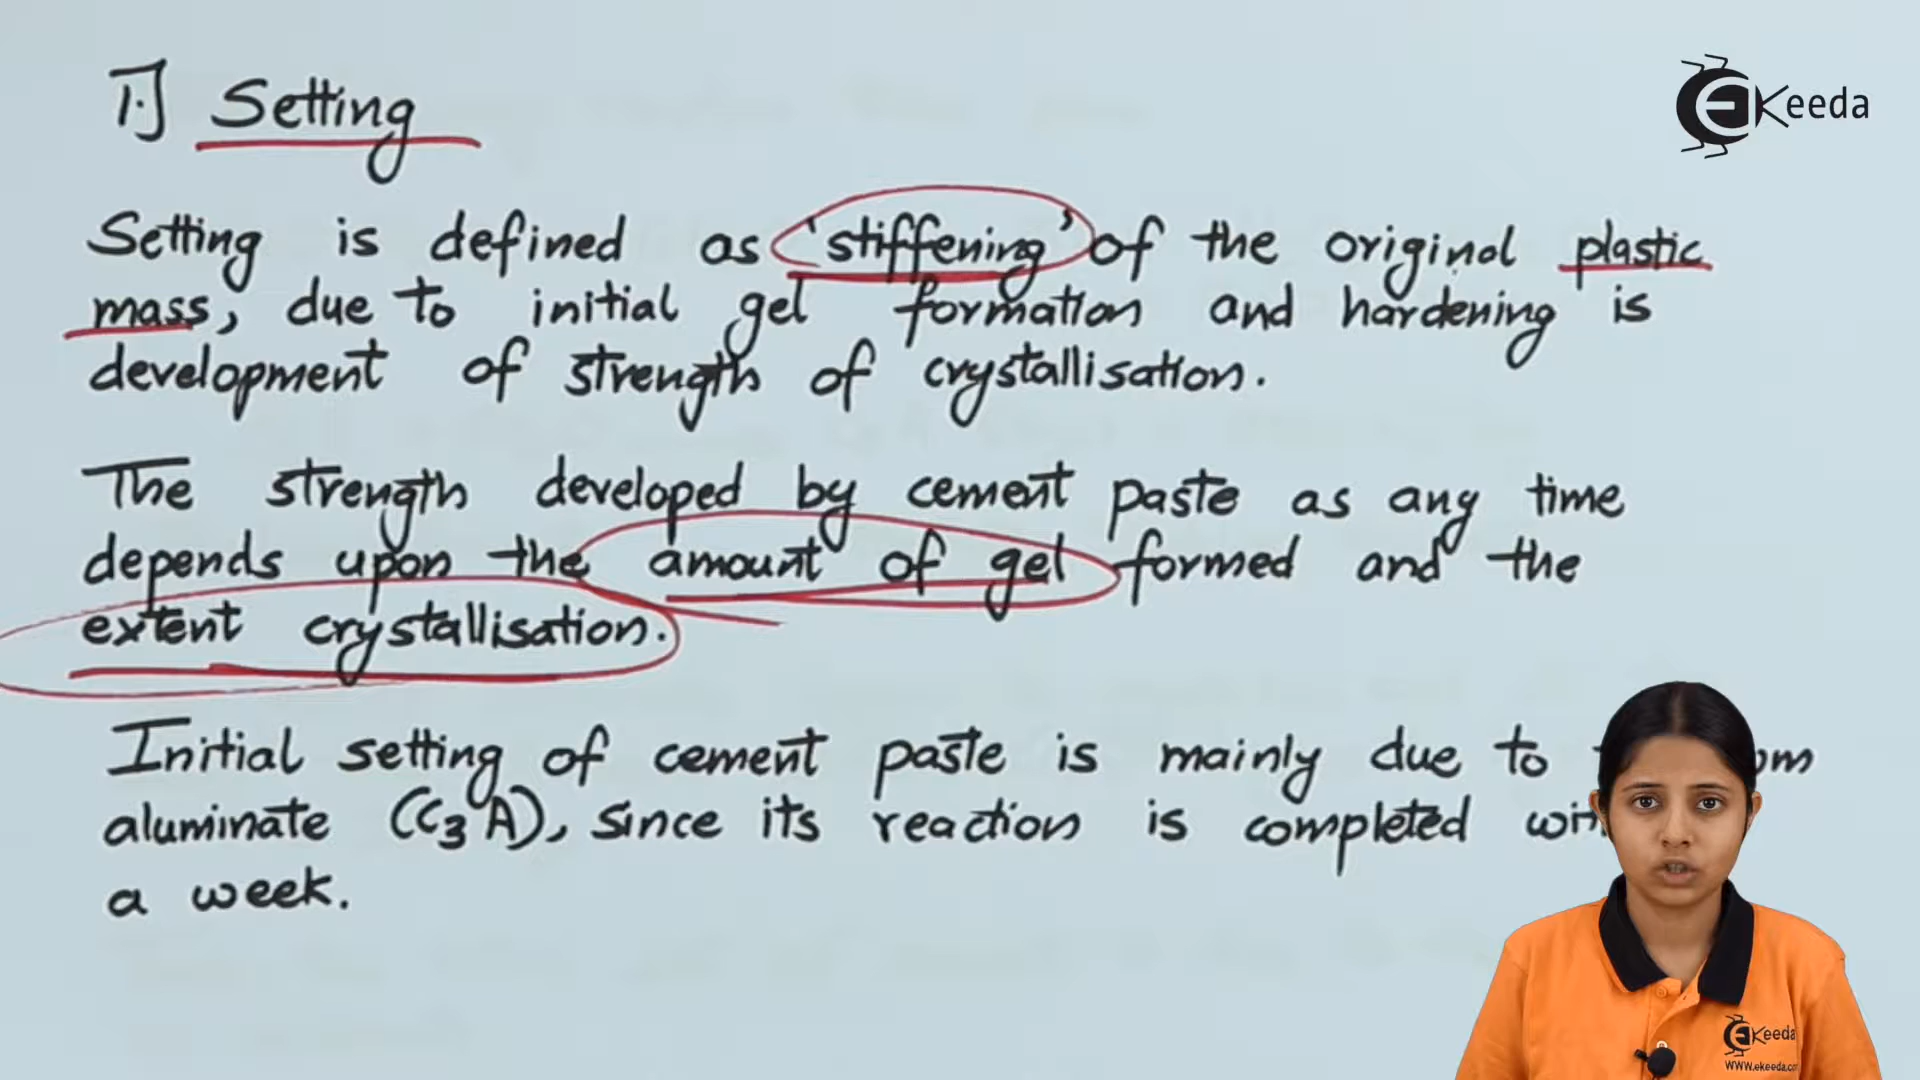 1.] Setting
Setting is defined as 'stiffening' of the original plastic
mass, due to initial gel formation and hardening is
development of strength of crystallisation.
The strength developed by cement paste as any time
depends upon the amount of gel formed and the
extent crystallisation.
Initial setting of cement paste is mainly due to
aluminate (C3A), since its reaction is completed
a week.
EKeeda
EKeeda
www.ekeeda.co